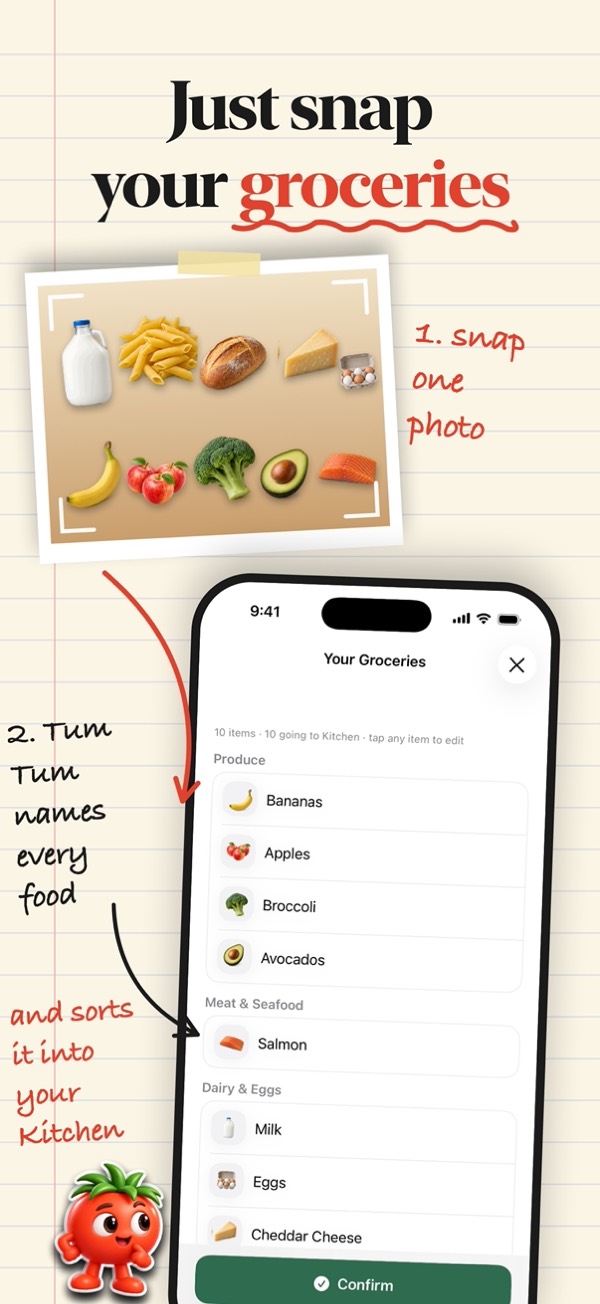 Just snap
your groceries
1. snap
one
photo
9:41
Your Groceries
10 items · 10 going to Kitchen · tap any item to edit
Produce
Bananas
Apples
Broccoli
Avocados
Meat & Seafood
Salmon
Dairy & Eggs
Milk
Eggs
Cheddar Cheese
Confirm
2. Tum
Tum
names
every
food
and sorts
it into
your
Kitchen